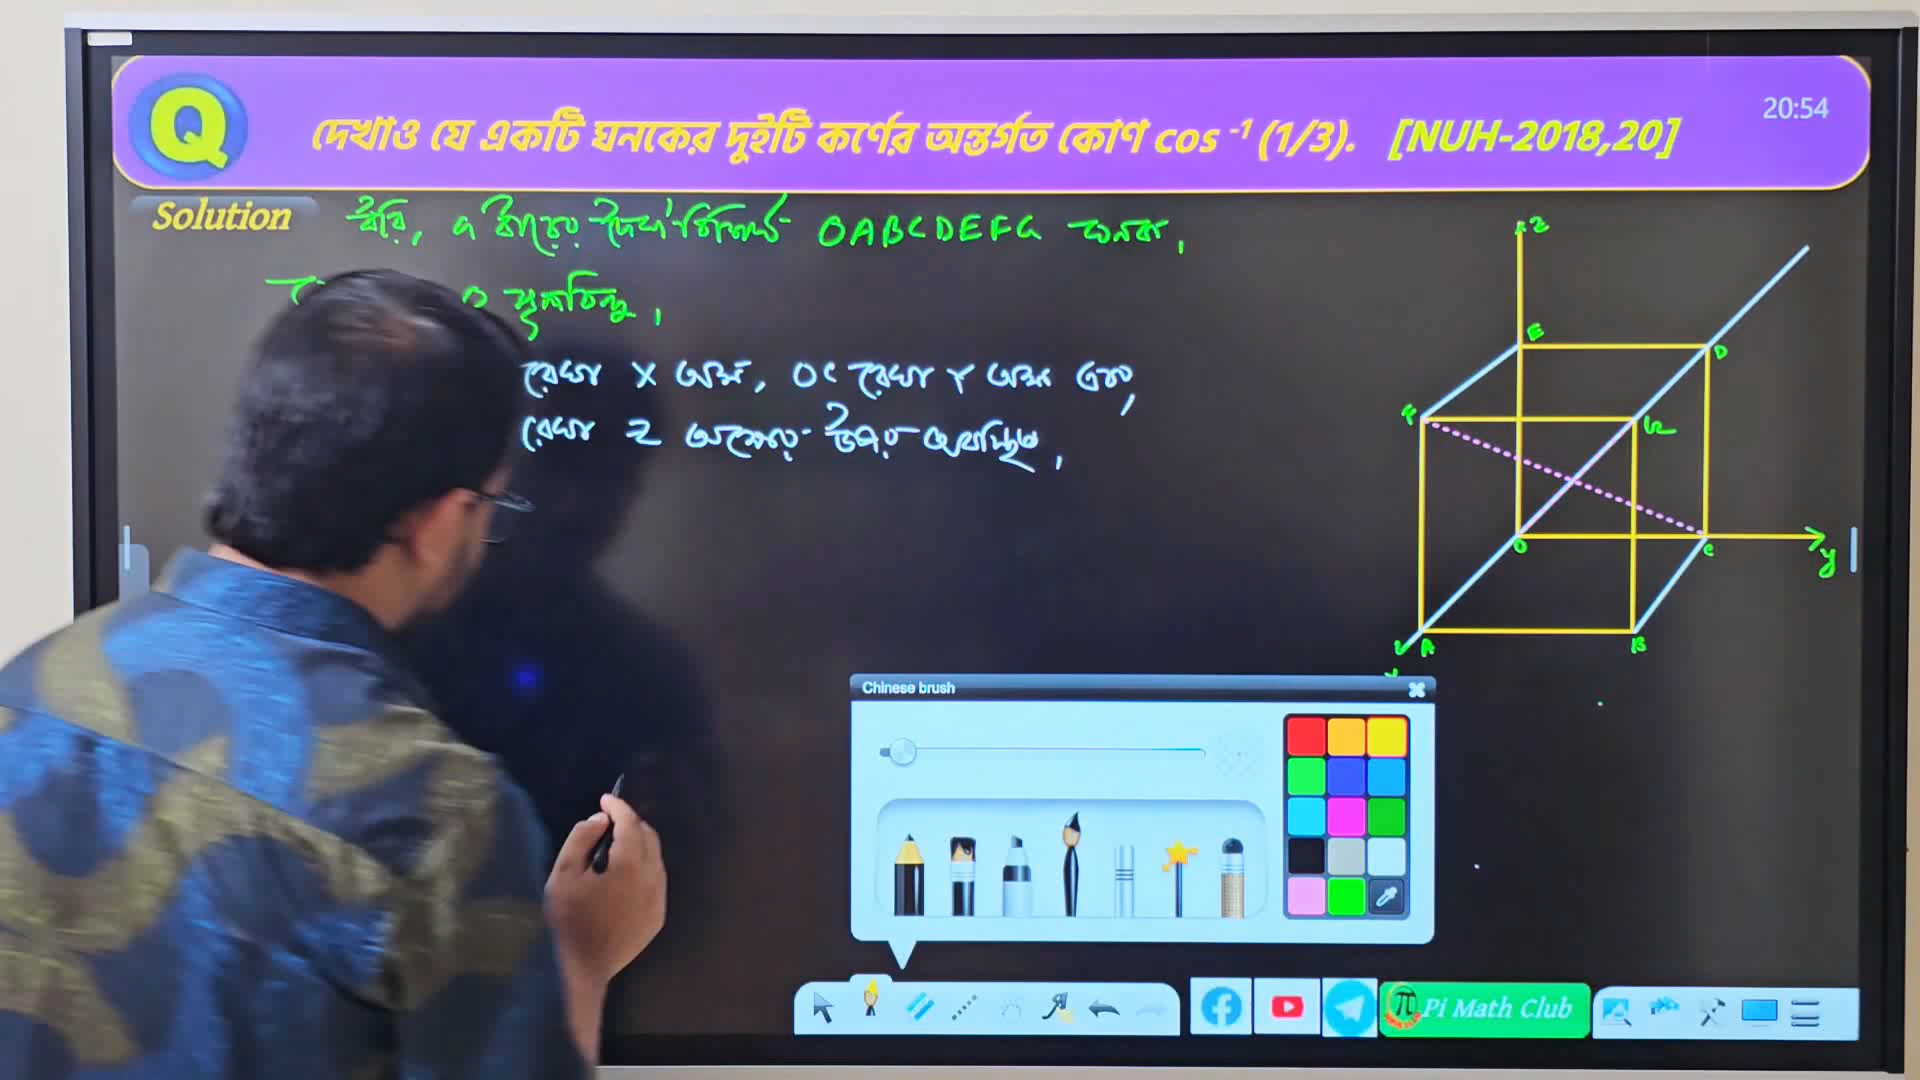 Q
দেখাও যে একটি ঘনকের দুইটি কর্ণের অন্তর্গত কোণ cos ⁻¹ (1/3). [NUH-2018,20]
20:54
Solution
ধরি, a বাহুর দৈর্ঘ্যবিশিষ্ট OABCDEFG ঘনক,
মূলবিন্দু,
রেখা X অক্ষ, OC রেখা Y অক্ষ এবং,
রেখা Z অক্ষের উপর অবস্থিত,
Z
E
D
F
G
O
C
y
A
B
x
Chinese brush
Pi Math Club